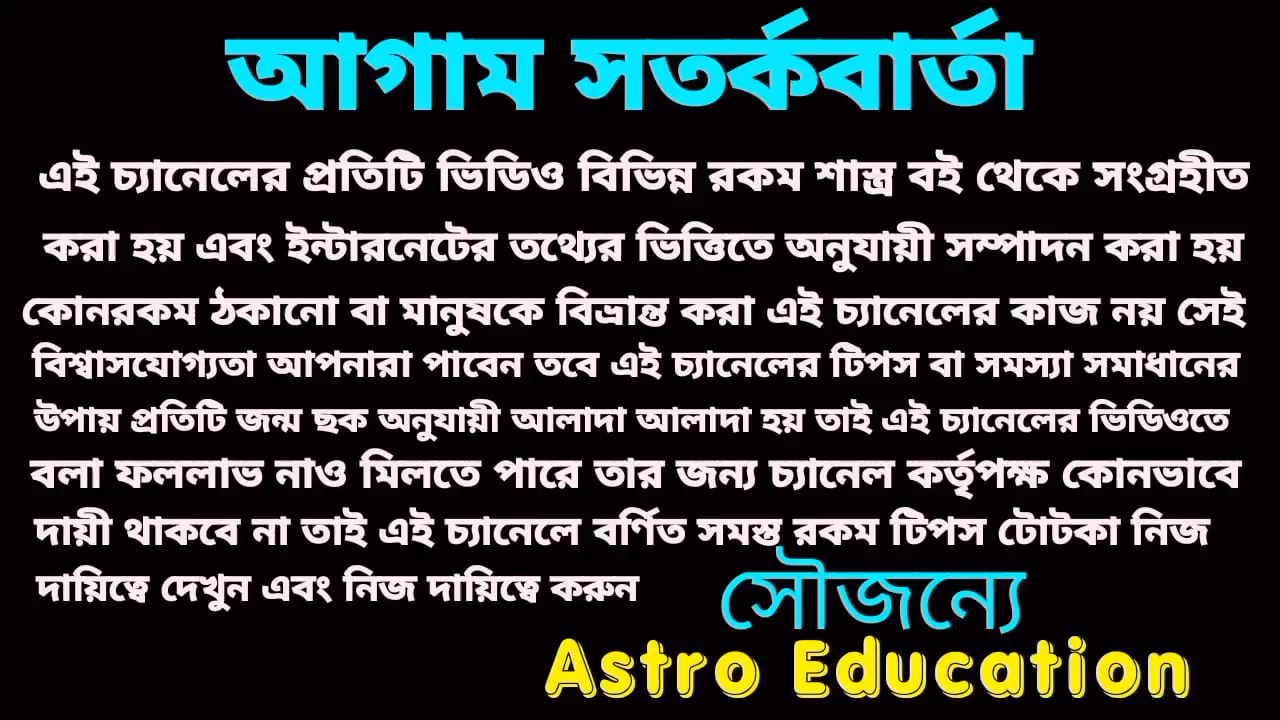 আগাম সতর্কবার্তা
এই চ্যানেলের প্রতিটি ভিডিও বিভিন্ন রকম শাস্ত্র বই থেকে সংগ্রহীত
করা হয় এবং ইন্টারনেটের তথ্যের ভিত্তিতে অনুযায়ী সম্পাদন করা হয়
কোনরকম ঠকানো বা মানুষকে বিভ্রান্ত করা এই চ্যানেলের কাজ নয় সেই
বিশ্বাসযোগ্যতা আপনারা পাবেন তবে এই চ্যানেলের টিপস বা সমস্যা সমাধানের
উপায় প্রতিটি জন্ম ছক অনুযায়ী আলাদা আলাদা হয় তাই এই চ্যানেলের ভিডিওতে
বলা ফললাভ নাও মিলতে পারে তার জন্য চ্যানেল কর্তৃপক্ষ কোনভাবে
দায়ী থাকবে না তাই এই চ্যানেলে বর্ণিত সমস্ত রকম টিপস টোটকা নিজ
দায়িত্বে দেখুন এবং নিজ দায়িত্বে করুন
সৌজন্যে
Astro Education